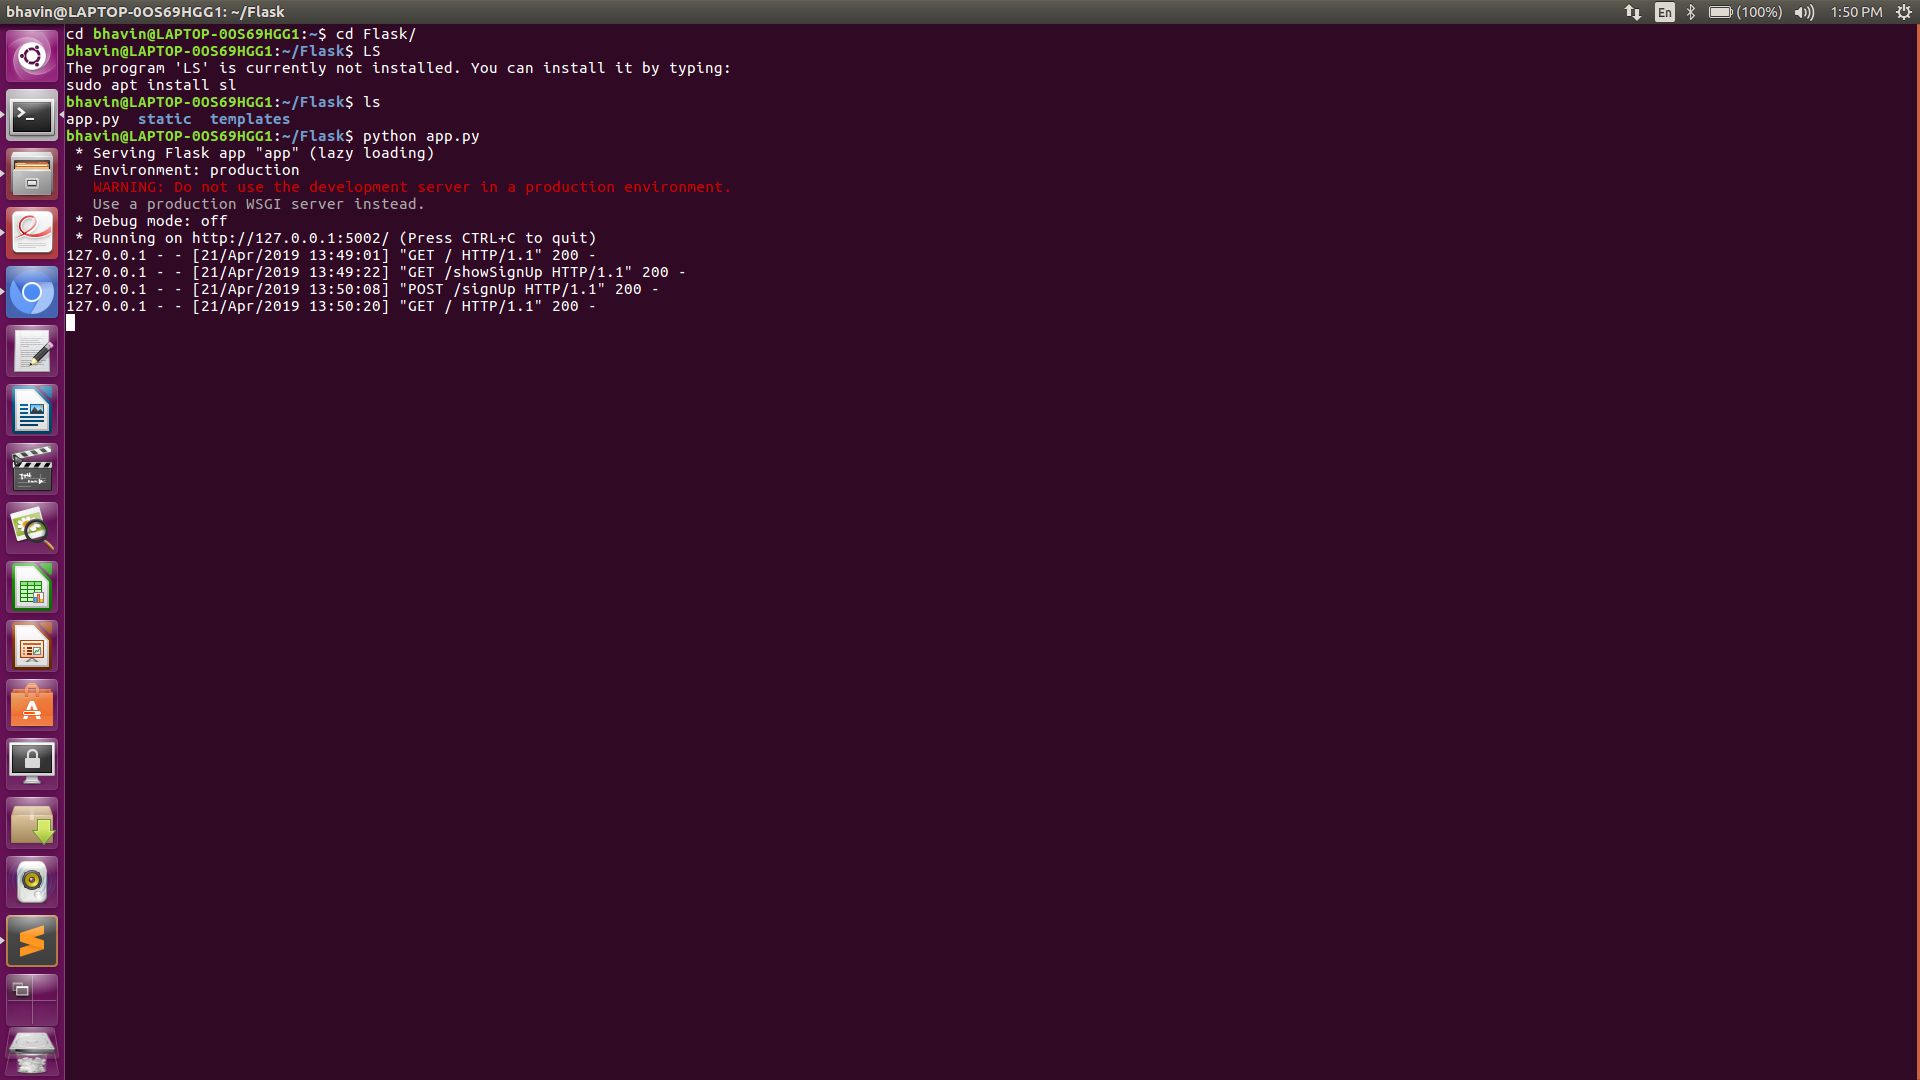 bhavin@LAPTOP-0OS69HGG1: ~/Flask
En
(100%)
1:50 PM
cd bhavin@LAPTOP-0OS69HGG1:~$ cd Flask/
bhavin@LAPTOP-0OS69HGG1:~/Flask$ LS
The program 'LS' is currently not installed. You can install it by typing:
sudo apt install sl
bhavin@LAPTOP-0OS69HGG1:~/Flask$ ls
app.py  static  templates
bhavin@LAPTOP-0OS69HGG1:~/Flask$ python app.py
 * Serving Flask app "app" (lazy loading)
 * Environment: production
   WARNING: Do not use the development server in a production environment.
   Use a production WSGI server instead.
 * Debug mode: off
 * Running on http://127.0.0.1:5002/ (Press CTRL+C to quit)
127.0.0.1 - - [21/Apr/2019 13:49:01] "GET / HTTP/1.1" 200 -
127.0.0.1 - - [21/Apr/2019 13:49:22] "GET /showSignUp HTTP/1.1" 200 -
127.0.0.1 - - [21/Apr/2019 13:50:08] "POST /signUp HTTP/1.1" 200 -
127.0.0.1 - - [21/Apr/2019 13:50:20] "GET / HTTP/1.1" 200 -